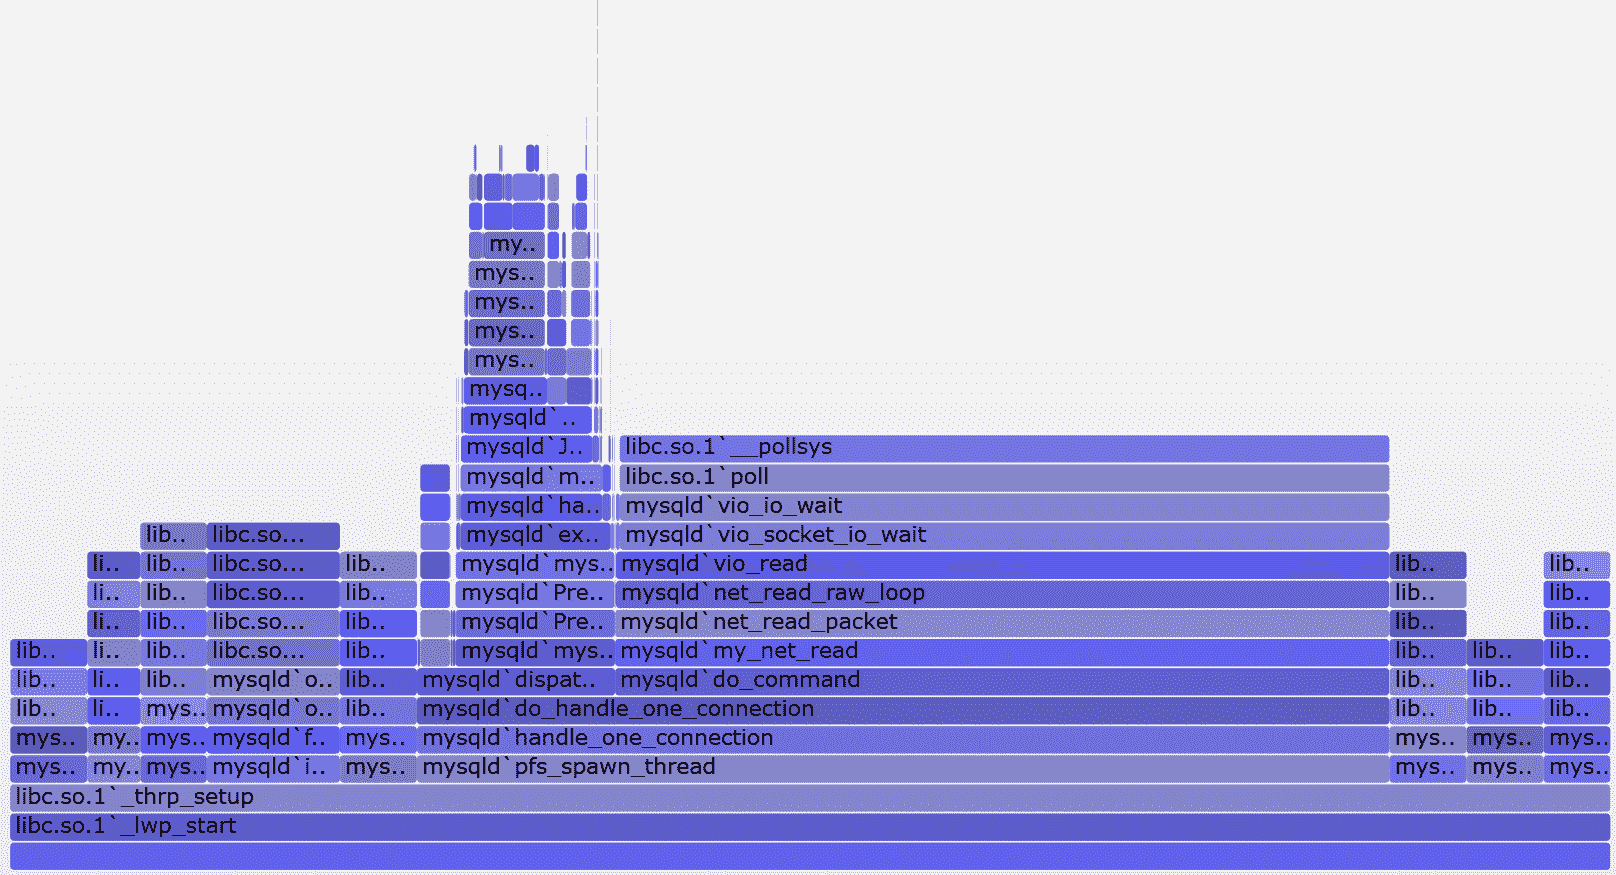 my..
mys..
mys..
mys..
mys..
mysq..
mysqld`..
mysqld`J.. libc.so.1`__pollsys
mysqld`m.. libc.so.1`poll
mysqld`ha.. mysqld`vio_io_wait
lib.. libc.so... mysqld`ex.. mysqld`vio_socket_io_wait
li.. lib.. libc.so... lib.. mysqld`mys.. mysqld`vio_read lib.. lib..
li.. lib.. libc.so... lib.. mysqld`Pre.. mysqld`net_read_raw_loop lib.. lib..
li.. lib.. libc.so... lib.. mysqld`Pre.. mysqld`net_read_packet lib.. lib..
lib.. li.. lib.. libc.so... lib.. mysqld`mys.. mysqld`my_net_read lib.. lib.. lib..
lib.. li.. lib.. mysqld`o.. lib.. mysqld`dispat.. mysqld`do_command lib.. lib.. lib..
lib.. li.. mys.. mysqld`o.. lib.. mysqld`do_handle_one_connection lib.. lib.. lib..
mys.. my.. mys.. mysqld`f.. mys.. mysqld`handle_one_connection mys.. mys.. mys..
mys.. my.. mys.. mysqld`i.. mys.. mysqld`pfs_spawn_thread mys.. mys.. mys..
libc.so.1`_thrp_setup
libc.so.1`_lwp_start